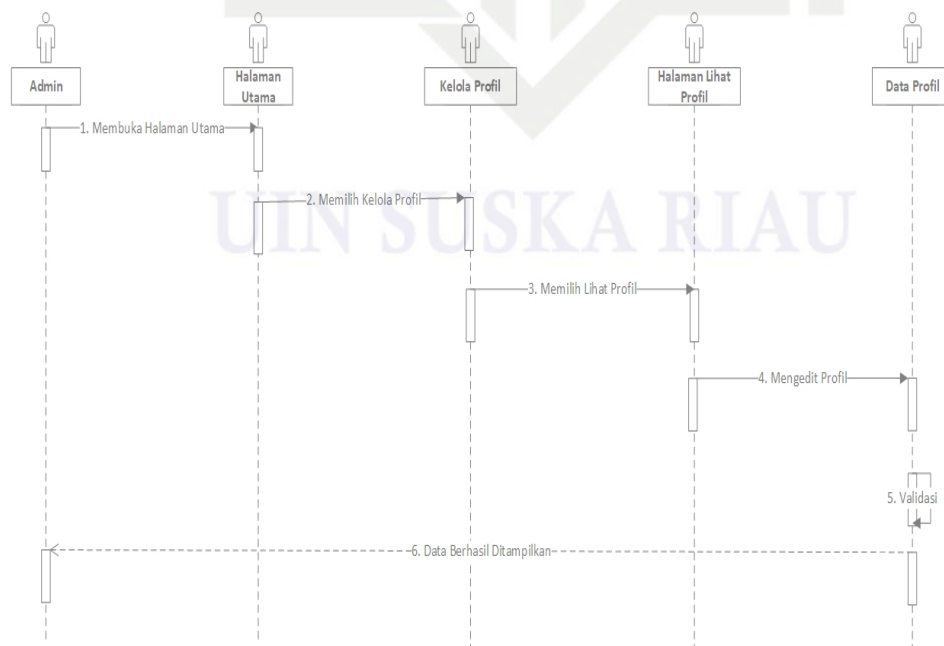 Admin
Halaman
Utama
Kelola Profil
Halaman Lihat
Profil
Data Profil
1. Membuka Halaman Utama
2. Memilih Kelola Profil
UIN SUSKA RIAU
3. Memilih Lihat Profil
4. Mengedit Profil
5. Validasi
6. Data Berhasil Ditampilkan